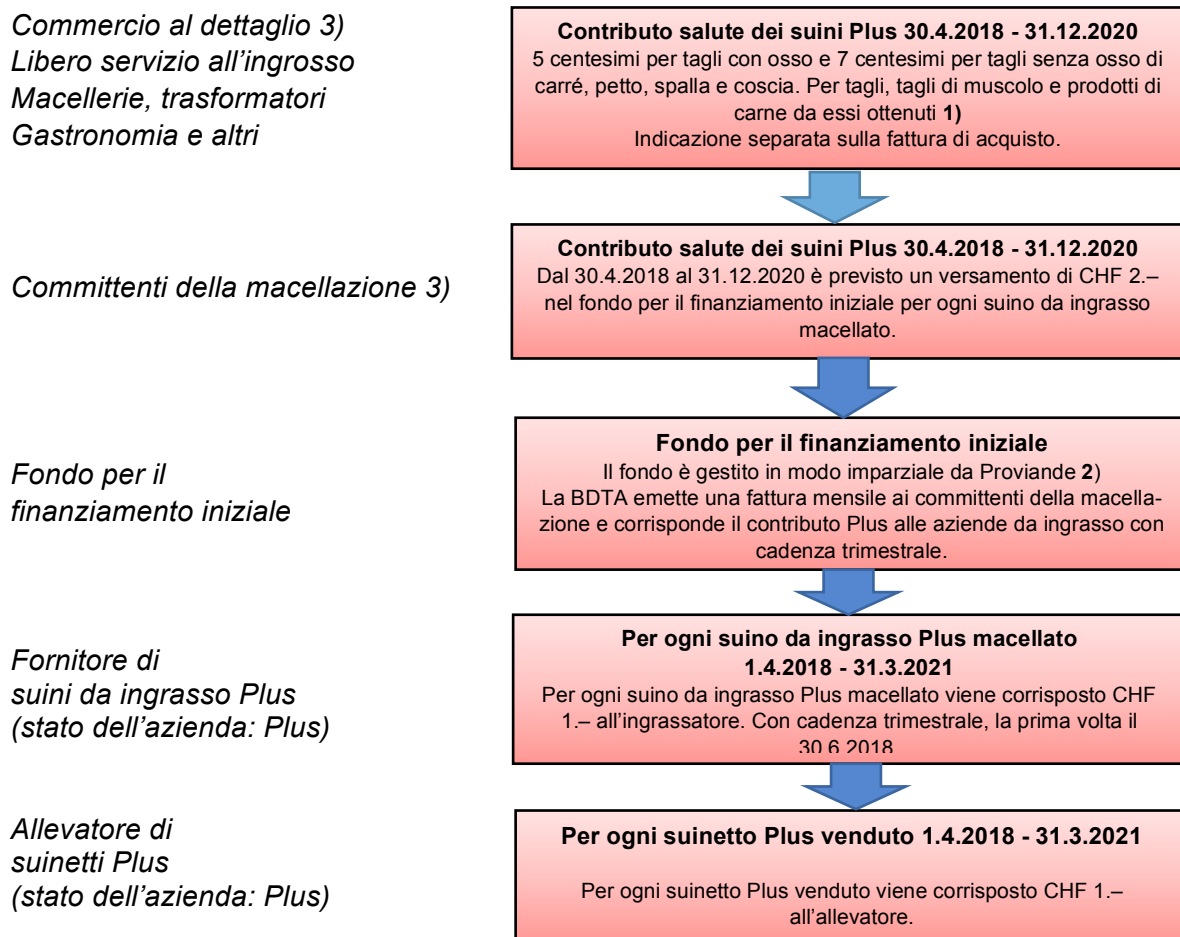 Commercio al dettaglio 3)
Libero servizio all'ingrosso
Macellerie, trasformatori
Gastronomia e altri
Contributo salute dei suini Plus 30.4.2018 - 31.12.2020
5 centesimi per tagli con osso e 7 centesimi per tagli senza osso di
carré, petto, spalla e coscia. Per tagli, tagli di muscolo e prodotti di
carne da essi ottenuti 1)
Indicazione separata sulla fattura di acquisto.
Committenti della macellazione 3)
Contributo salute dei suini Plus 30.4.2018 - 31.12.2020
Dal 30.4.2018 al 31.12.2020 è previsto un versamento di CHF 2.–
nel fondo per il finanziamento iniziale per ogni suino da ingrasso
macellato.
Fondo per il
finanziamento iniziale
Fondo per il finanziamento iniziale
Il fondo è gestito in modo imparziale da Proviande 2)
La BDTA emette una fattura mensile ai committenti della macella-
zione e corrisponde il contributo Plus alle aziende da ingrasso con
cadenza trimestrale.
Fornitore di
suini da ingrasso Plus
(stato dell'azienda: Plus)
Per ogni suino da ingrasso Plus macellato
1.4.2018 - 31.3.2021
Per ogni suino da ingrasso Plus macellato viene corrisposto CHF
1.– all'ingrassatore. Con cadenza trimestrale, la prima volta il
30.6.2018
Allevatore di
suinetti Plus
(stato dell'azienda: Plus)
Per ogni suinetto Plus venduto 1.4.2018 - 31.3.2021
Per ogni suinetto Plus venduto viene corrisposto CHF 1.–
all'allevatore.